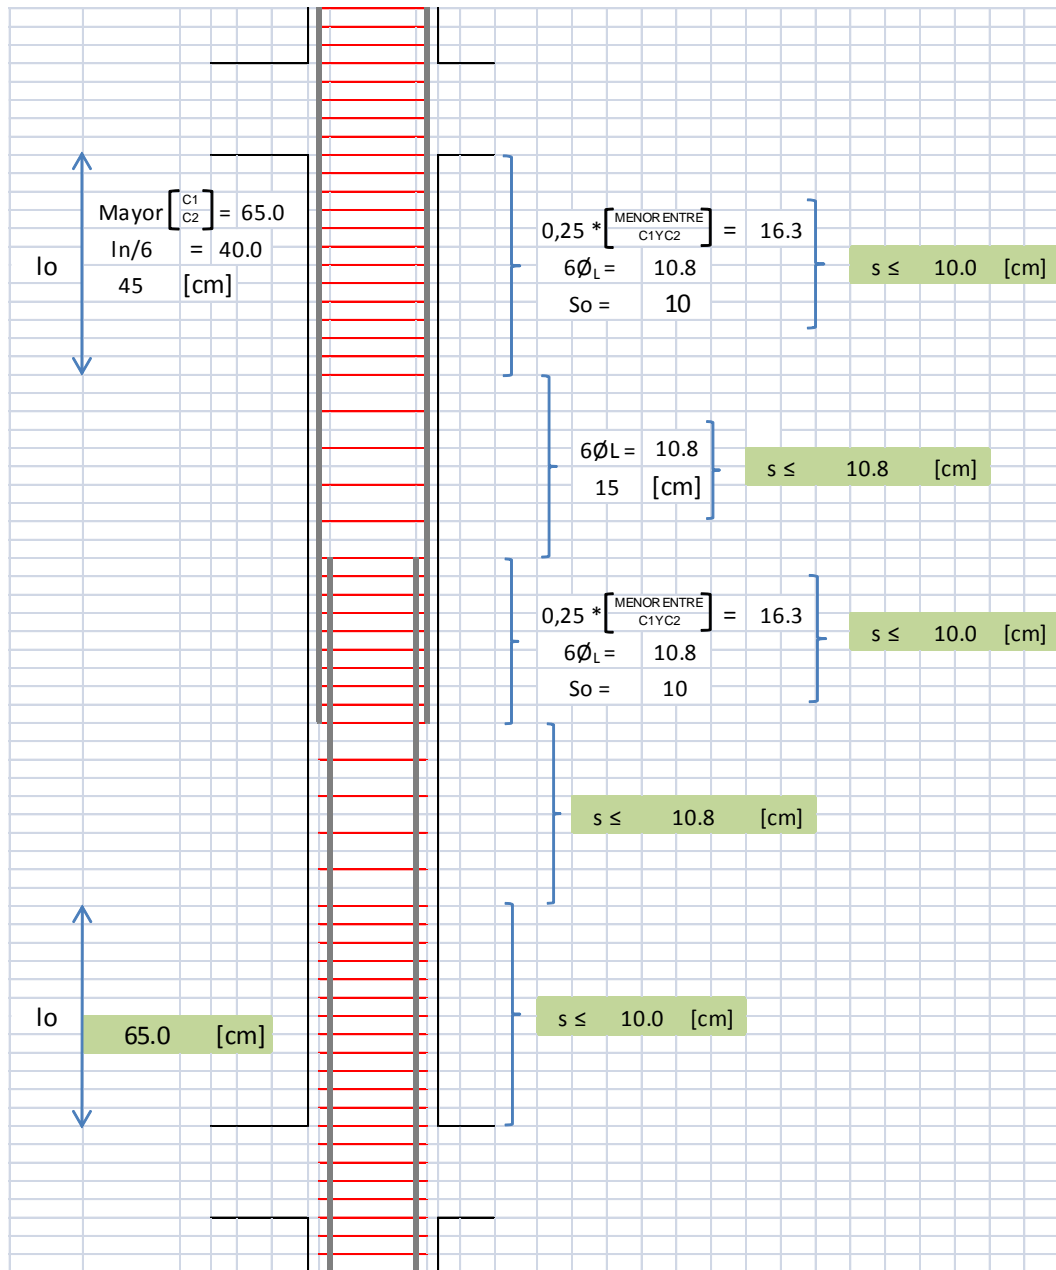 Mayor [C1 C2] = 65.0
ln/6 = 40.0
45 [cm]
lo
0,25 * [MENOR ENTRE C1YC2] = 16.3
6ØL = 10.8
So = 10
s ≤ 10.0 [cm]
6ØL = 10.8
15 [cm]
s ≤ 10.8 [cm]
0,25 * [MENOR ENTRE C1YC2] = 16.3
6ØL = 10.8
So = 10
s ≤ 10.0 [cm]
s ≤ 10.8 [cm]
lo
65.0 [cm]
s ≤ 10.0 [cm]